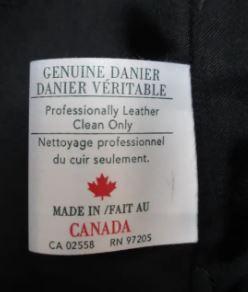 GENUINE DANIER
DANIER VÉRITABLE
Professionally Leather
Clean Only
Nettoyage professionnel
du cuir seulement.
MADE IN /FAIT AU
CANADA
CA 02558 RN 97205